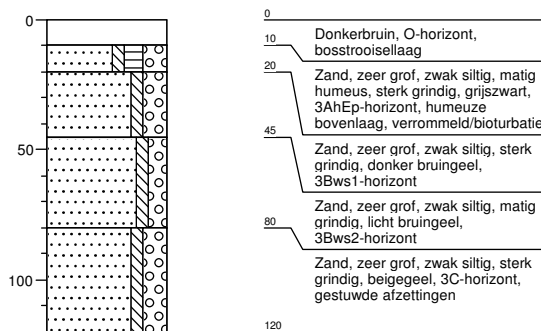 0
50
100
0
Donkerbruin, O-horizont,
bosstrooisellaag
10
Zand, zeer grof, zwak siltig, matig
humeus, sterk grindig, grijszwart,
3AhEp-horizont, humeuze
bovenlaag, verrommeld/bioturbatie
20
Zand, zeer grof, zwak siltig, sterk
grindig, donker bruingeel,
3Bws1-horizont
45
Zand, zeer grof, zwak siltig, matig
grindig, licht bruingeel,
3Bws2-horizont
80
Zand, zeer grof, zwak siltig, sterk
grindig, beigegeel, 3C-horizont,
gestuwde afzettingen
120